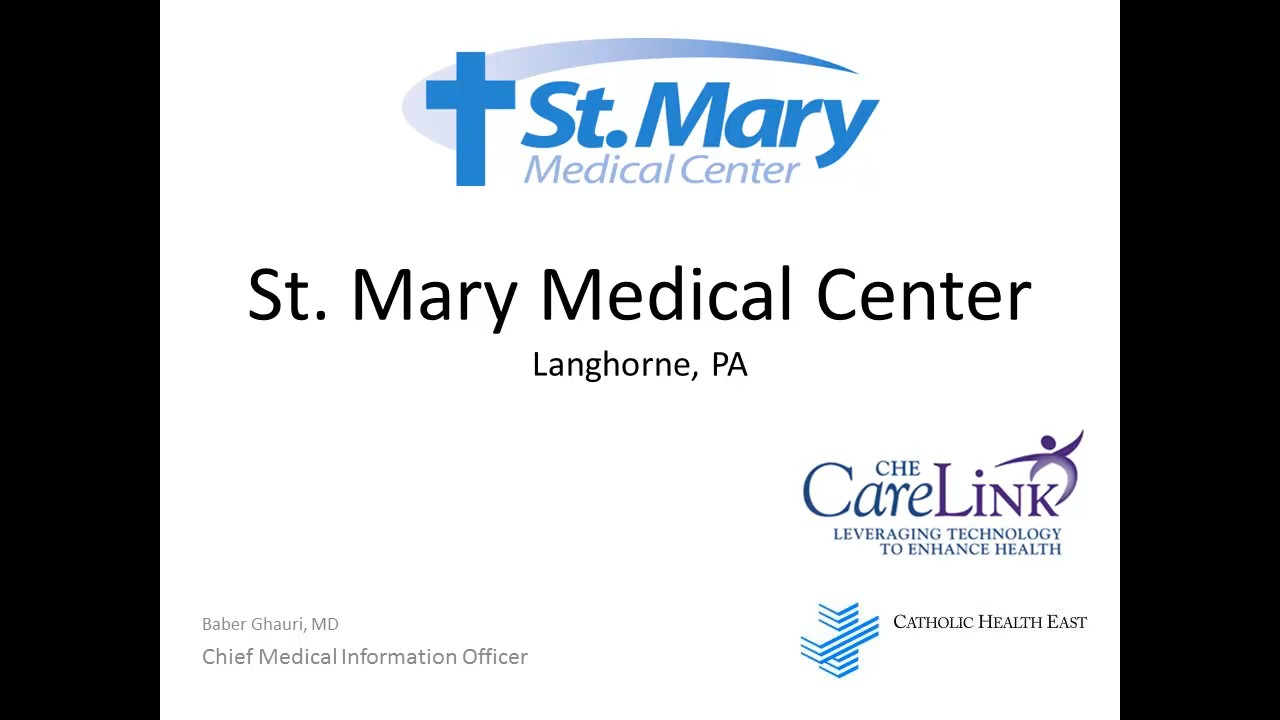 St. Mary
Medical Center
St. Mary Medical Center
Langhorne, PA
CHE
CareLink
LEVERAGING TECHNOLOGY
TO ENHANCE HEALTH
Baber Ghauri, MD
Chief Medical Information Officer
CATHOLIC HEALTH EAST